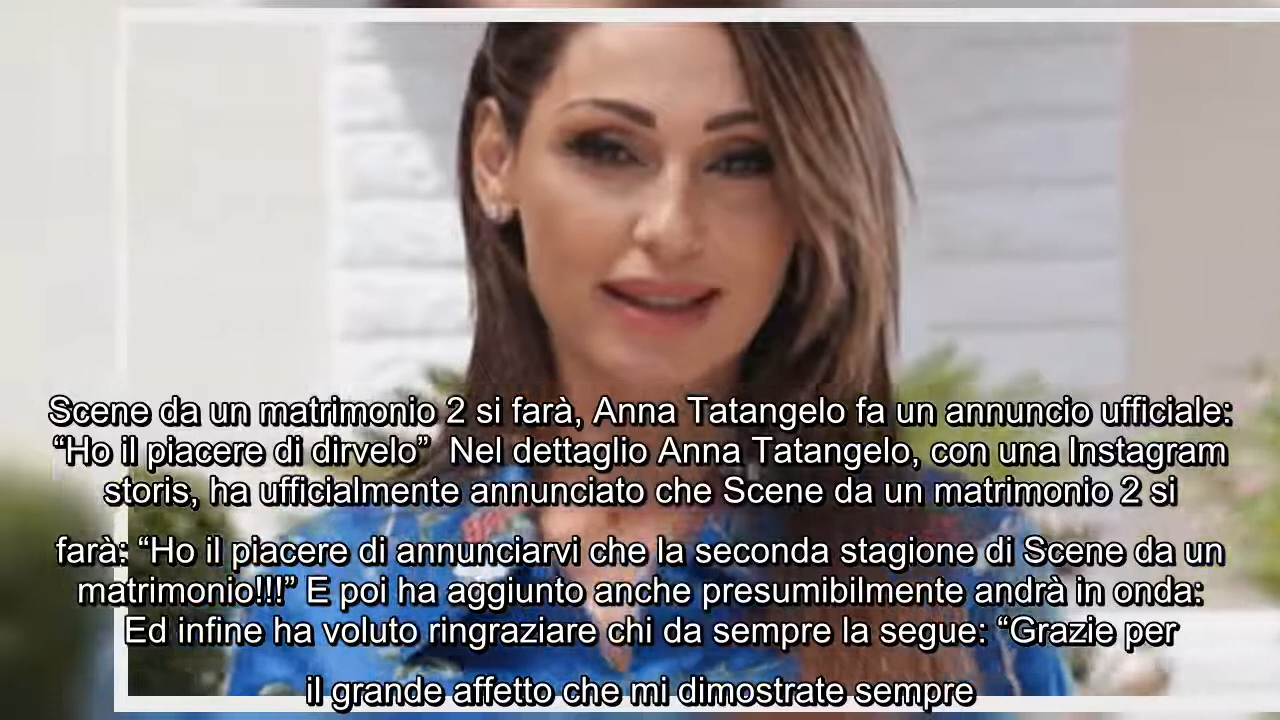 Scene da un matrimonio 2 si farà, Anna Tatangelo fa un annuncio ufficiale:
“Ho il piacere di dirvelo”  Nel dettaglio Anna Tatangelo, con una Instagram
storis, ha ufficialmente annunciato che Scene da un matrimonio 2 si
farà: “Ho il piacere di annunciarvi che la seconda stagione di Scene da un
matrimonio!!!” E poi ha aggiunto anche presumibilmente andrà in onda:
Ed infine ha voluto ringraziare chi da sempre la segue: “Grazie per
il grande affetto che mi dimostrate sempre